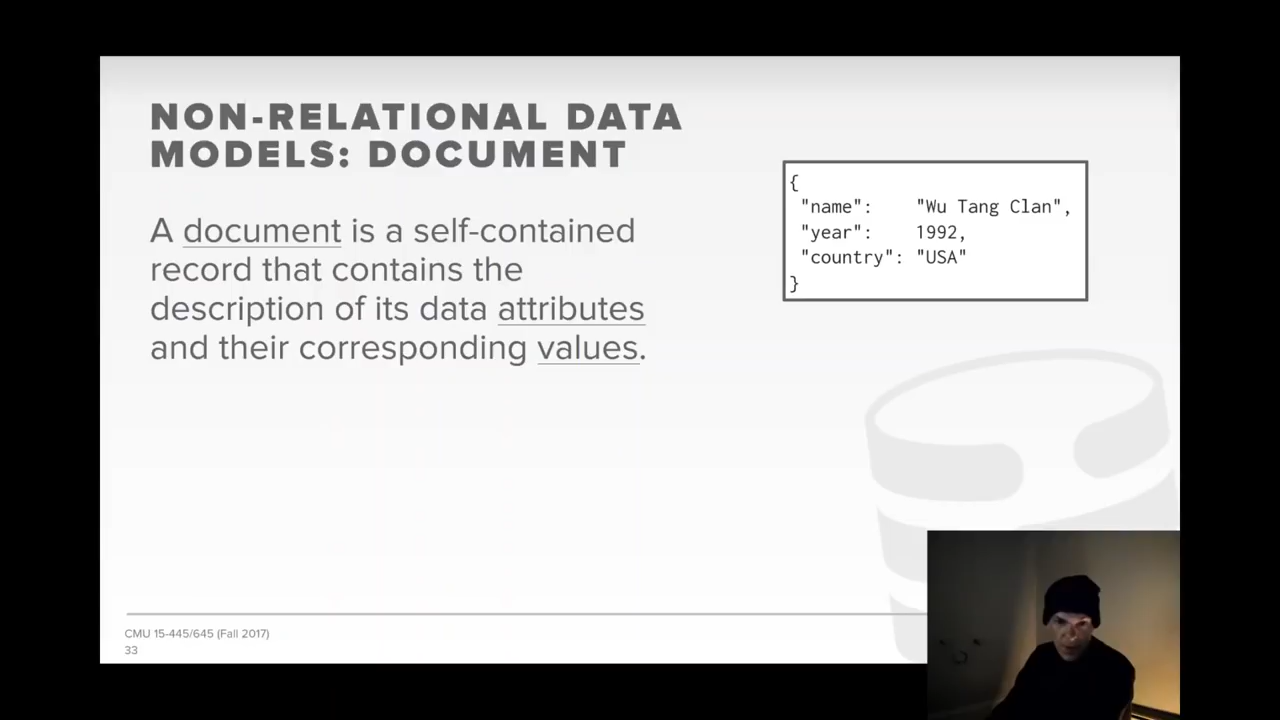 NON-RELATIONAL DATA
MODELS: DOCUMENT
A document is a self-contained
record that contains the
description of its data attributes
and their corresponding values.
{
"name": "Wu Tang Clan",
"year": 1992,
"country": "USA"
}
CMU 15-445/645 (Fall 2017)
33